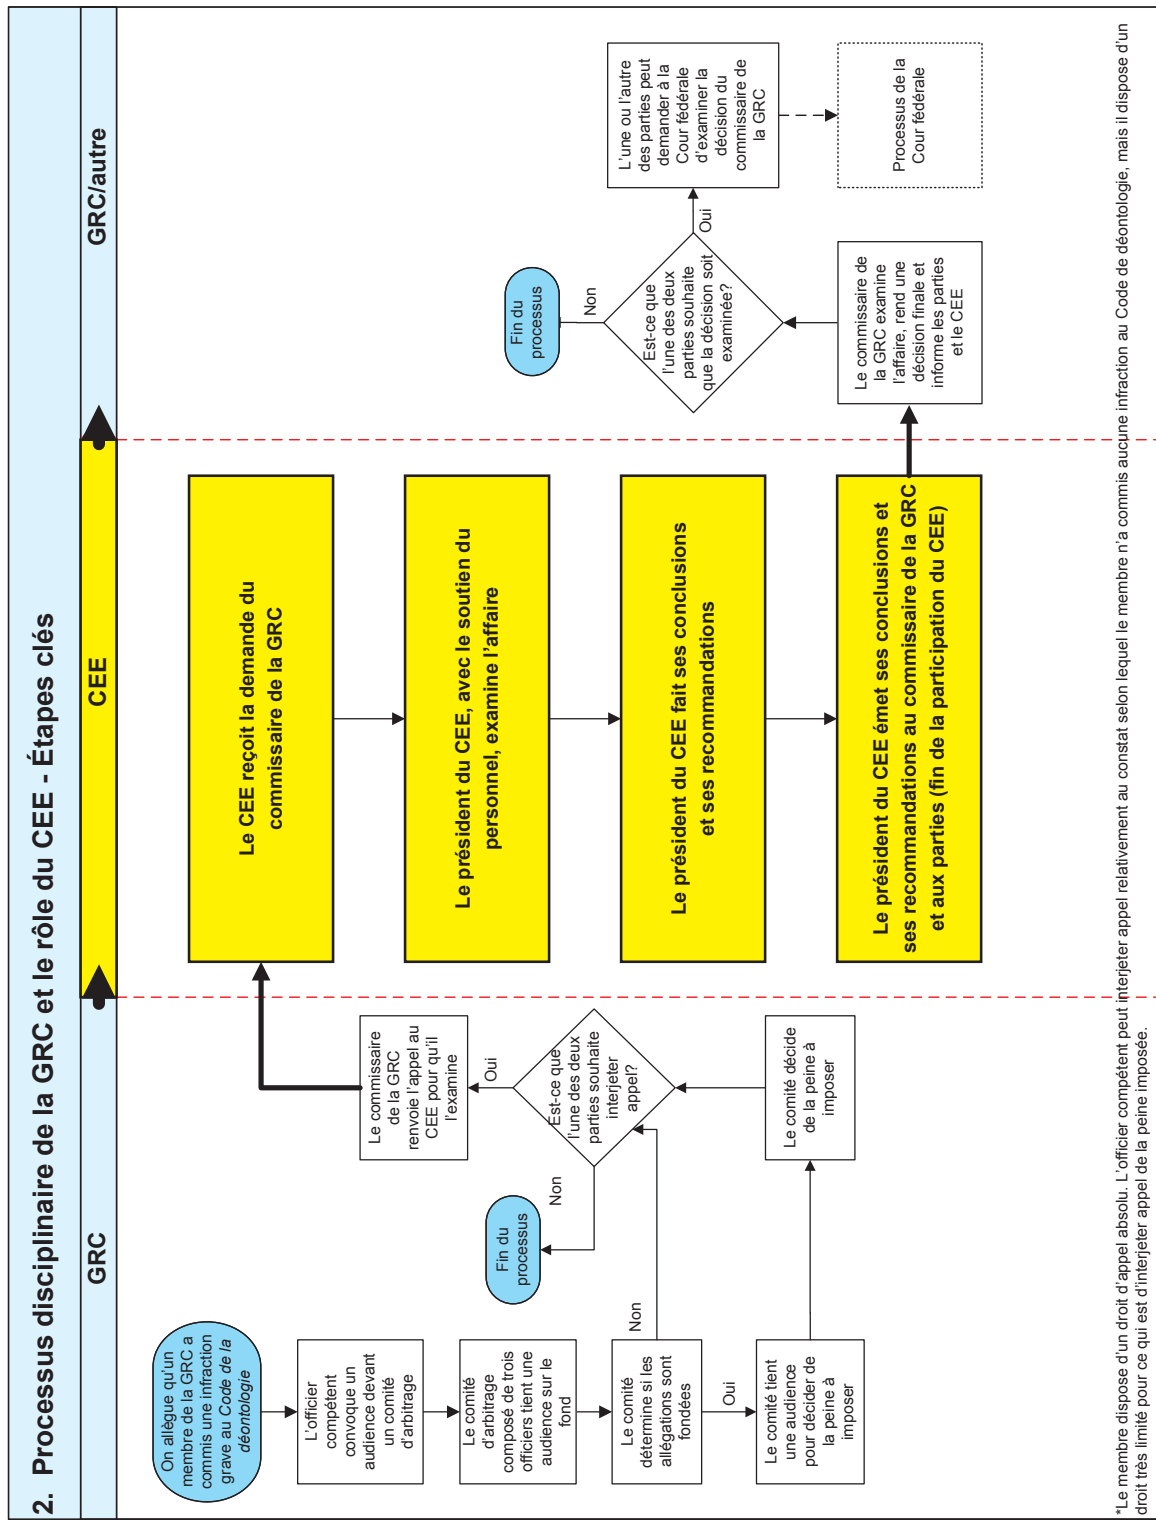 2. Processus disciplinaire de la GRC et le rôle du CEE - Étapes clés
GRC
CEE
GRC/autre
On allègue qu'un
membre de la GRC a
commis une infraction
grave au Code de la
déontologie
L'officier
compétent
convoque un
audience devant
un comité
d'arbitrage
Le comité
d'arbitrage
composé de trois
officiers tient une
audience sur le
fond
Le comité
détermine si les
allégations sont
fondées
Non
Oui
Le comité tient
une audience
pour décider de
la peine à
imposer
Le comité décide
de la peine à
imposer
Est-ce que
l'une des deux
parties souhaite
interjeter
appel?
Non
Fin du
processus
Oui
Le commissaire
de la GRC
renvoie l'appel au
CEE pour qu'il
l'examine
Le CEE reçoit la demande du
commissaire de la GRC
Le président du CEE, avec le soutien du
personnel, examine l'affaire
Le président du CEE fait ses conclusions
et ses recommandations
Le président du CEE émet ses conclusions et
ses recommandations au commissaire de la GRC
et aux parties (fin de la participation du CEE)
Le commissaire de
la GRC examine
l'affaire, rend une
décision finale et
informe les parties
et le CEE
Est-ce que
l'une des deux
parties souhaite
que la décision soit
examinée?
Non
Fin du
processus
Oui
L'une ou l'autre
des parties peut
demander à la
Cour fédérale
d'examiner la
décision du
commissaire de
la GRC
Processus de la
Cour fédérale
*Le membre dispose d'un droit d'appel absolu. L'officier compétent peut interjeter appel relativement au constat selon lequel le membre n'a commis aucune infraction au Code de déontologie, mais il dispose d'un
droit très limité pour ce qui est d'interjeter appel de la peine imposée.